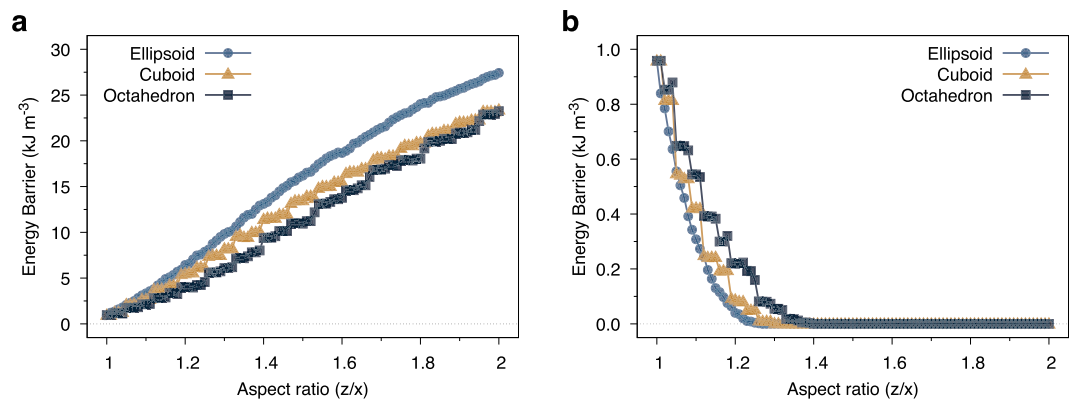 a
30
25
20
15
10
5
0
Energy Barrier (kJ m-3)
Ellipsoid
Cuboid
Octahedron
1
1.2
1.4
1.6
1.8
2
Aspect ratio (z/x)
b
1.0
0.8
0.6
0.4
0.2
0.0
Energy Barrier (kJ m-3)
Ellipsoid
Cuboid
Octahedron
1
1.2
1.4
1.6
1.8
2
Aspect ratio (z/x)